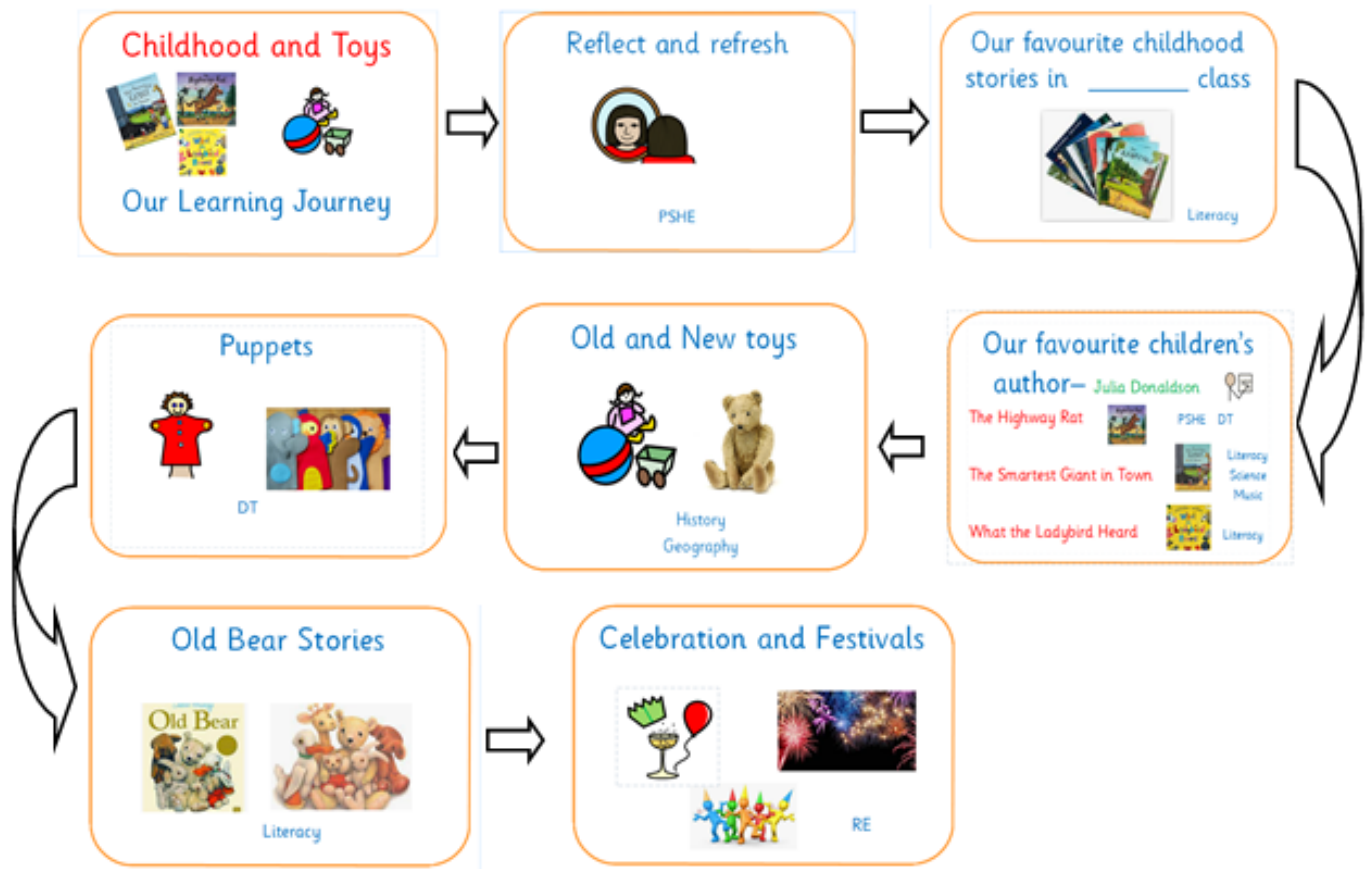 Childhood and Toys
Our Learning Journey
Reflect and refresh
PSHE
Our favourite childhood
stories in ________ class
Literacy
Our favourite children's
author– Julia Donaldson
The Highway Rat PSHE DT
The Smartest Giant in Town Literacy
Science
Music
What the Ladybird Heard Literacy
Old and New toys
History
Geography
Puppets
DT
Old Bear Stories
Old Bear
Literacy
Celebration and Festivals
RE